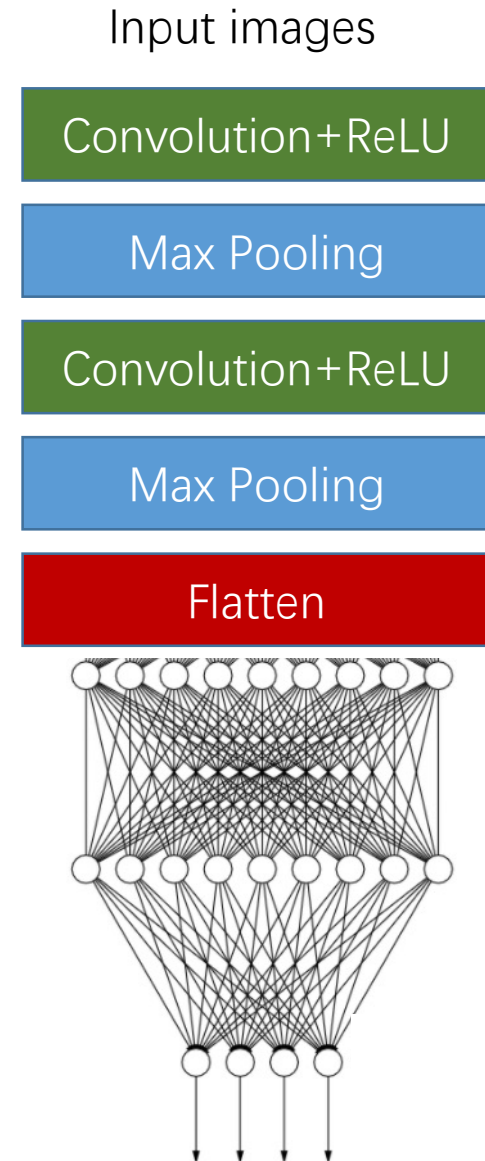 Input images
Convolution+ReLU
Max Pooling
Convolution+ReLU
Max Pooling
Flatten